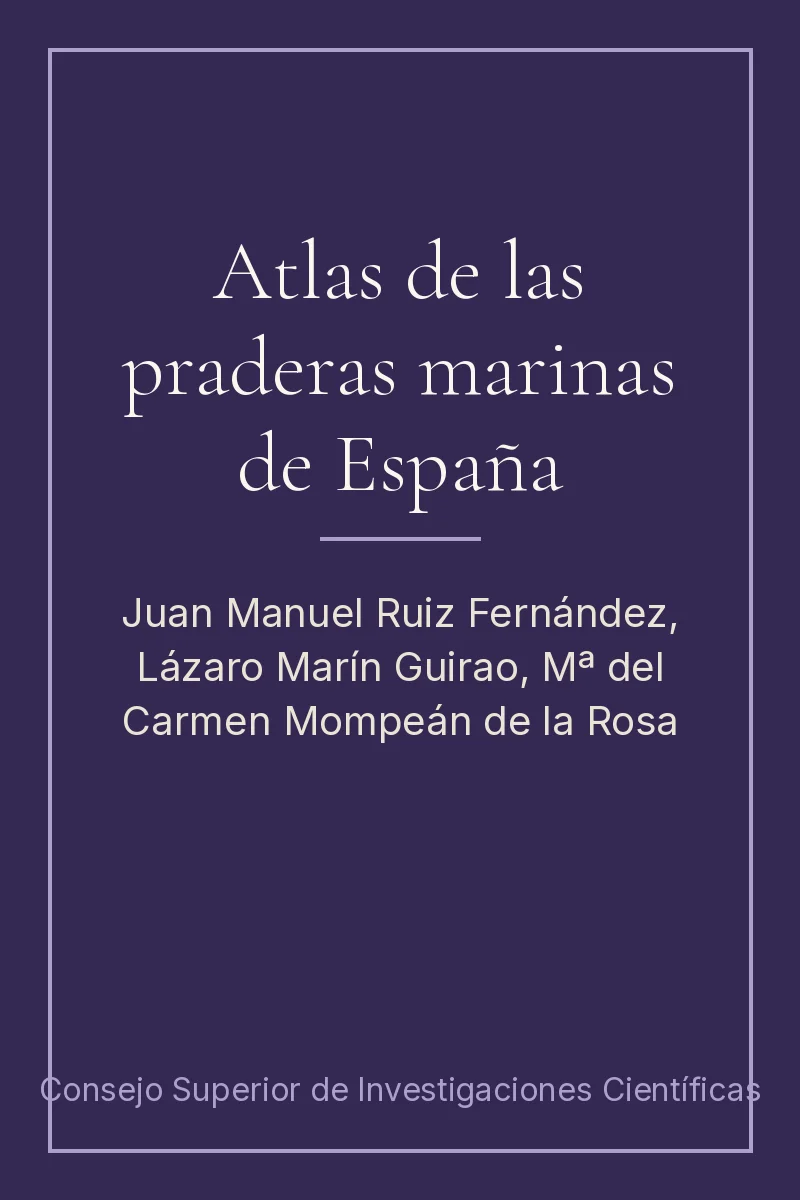 Atlas de las
praderas marinas
de España
Juan Manuel Ruiz Fernández,
Lázaro Marín Guirao, Mª del
Carmen Mompeán de la Rosa
Consejo Superior de Investigaciones Científicas